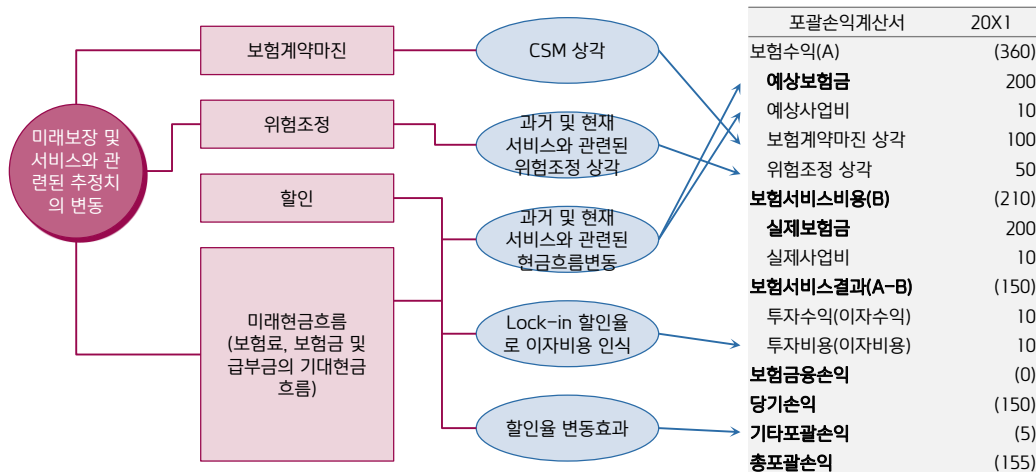 미래보장 및
서비스와 관
련된 추정치
의 변동
보험계약마진
위험조정
할인
미래현금흐름
(보험료, 보험금 및
급부금의 기대현금
흐름)
CSM 상각
과거 및 현재
서비스와 관련된
위험조정 상각
과거 및 현재
서비스와 관련된
현금흐름변동
Lock-in 할인율
로 이자비용 인식
할인율 변동효과
포괄손익계산서 20X1
보험수익(A) (360)
예상보험금 200
예상사업비 10
보험계약마진 상각 100
위험조정 상각 50
보험서비스비용(B) (210)
실제보험금 200
실제사업비 10
보험서비스결과(A-B) (150)
투자수익(이자수익) 10
투자비용(이자비용) 10
보험금융손익 (0)
당기손익 (150)
기타포괄손익 (5)
총포괄손익 (155)